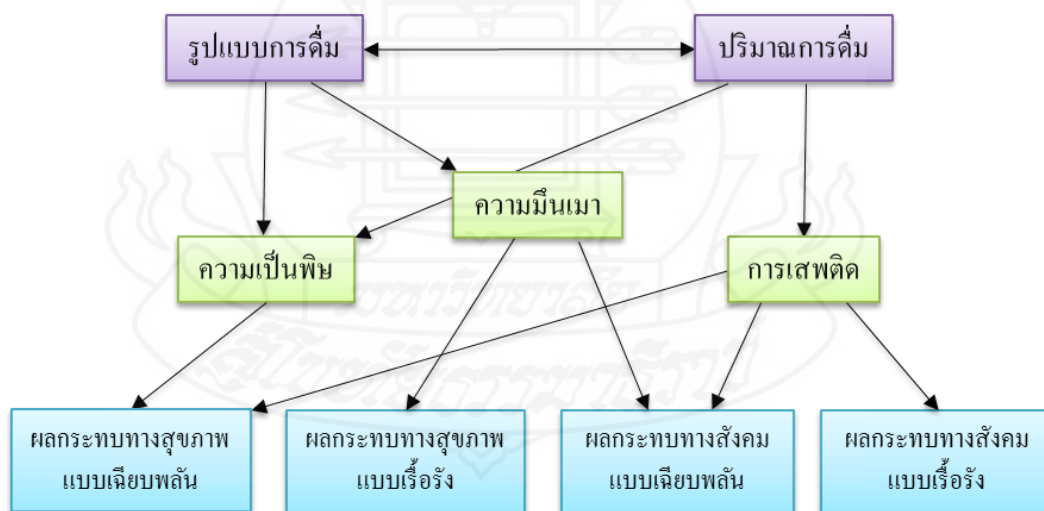 รูปแบบการดื่ม
ปริมาณการดื่ม
ความมึนเมา
ความเป็นพิษ
การเสพติด
ผลกระทบทางสุขภาพ
แบบเฉียบพลัน
ผลกระทบทางสุขภาพ
แบบเรื้อรัง
ผลกระทบทางสังคม
แบบเฉียบพลัน
ผลกระทบทางสังคม
แบบเรื้อรัง